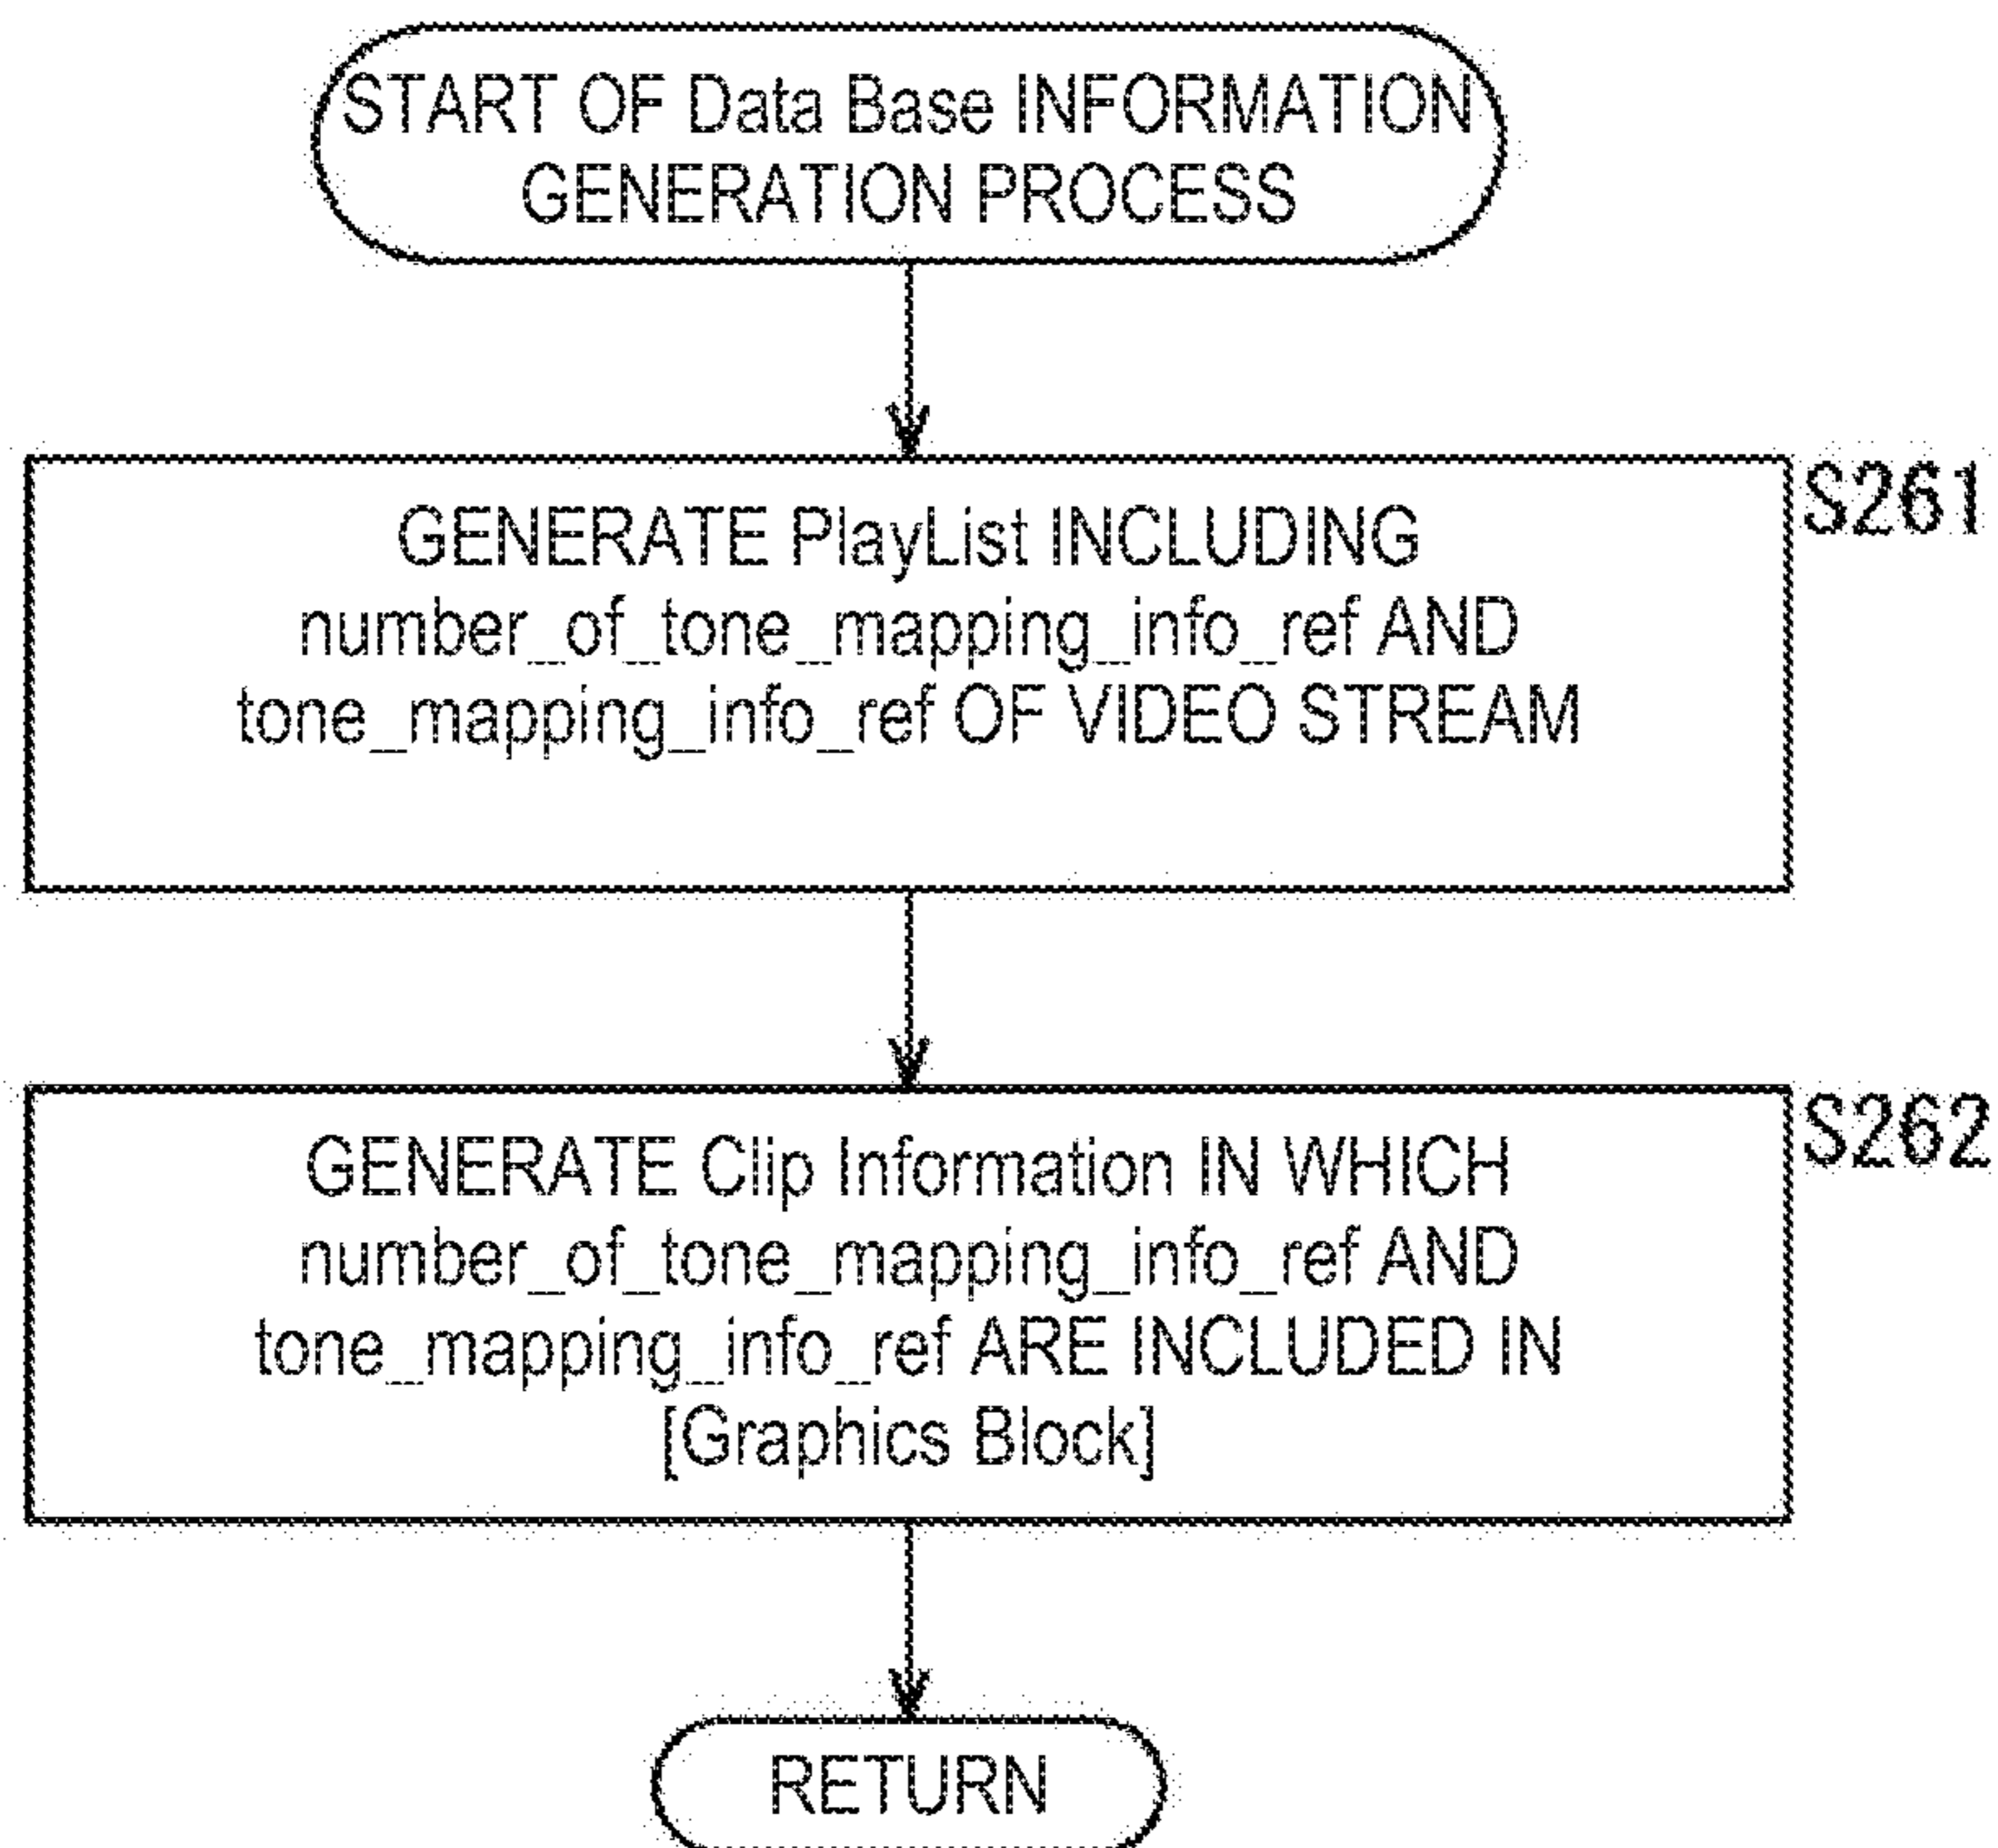 START OF Data Base INFORMATION
GENERATION PROCESS
S261
GENERATE PlayList INCLUDING
number_of_tone_mapping_info_ref AND
tone_mapping_info_ref OF VIDEO STREAM
S262
GENERATE Clip Information IN WHICH
number_of_tone_mapping_info_ref AND
tone_mapping_info_ref ARE INCLUDED IN
[Graphics Block]
RETURN